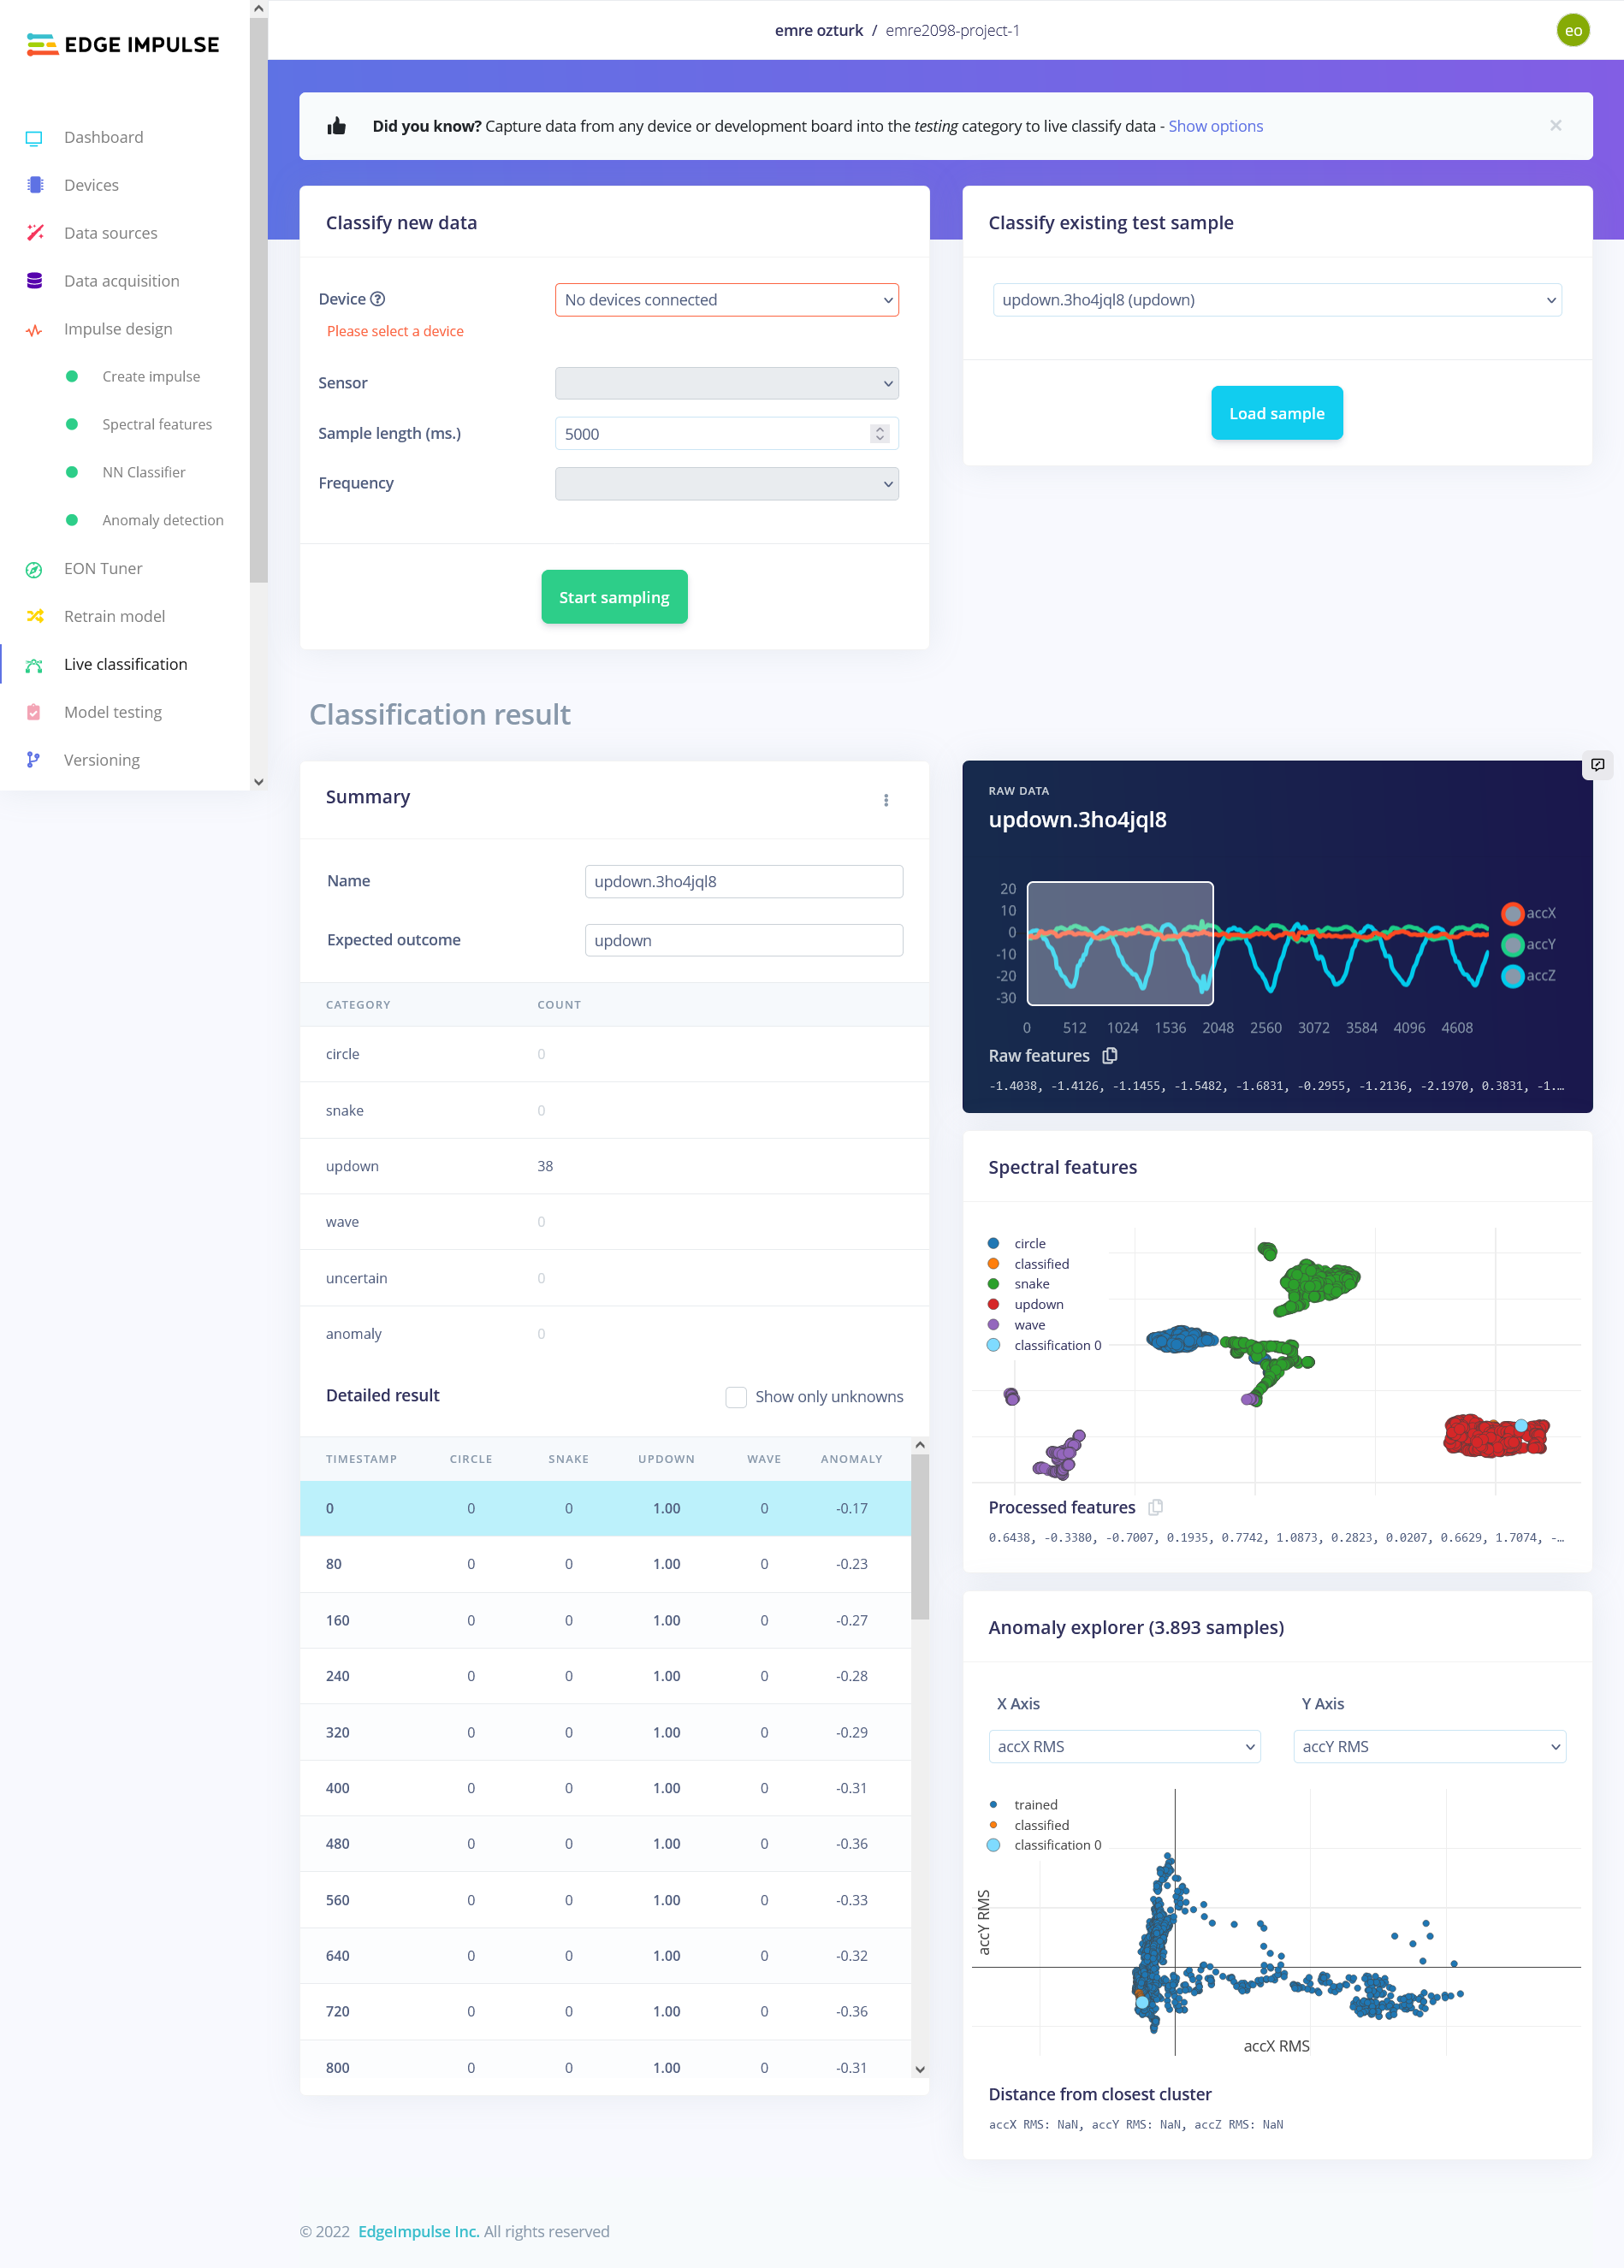 EDGE IMPULSE
emre ozturk / emre2098-project-1
eo
Dashboard
Devices
Data sources
Data acquisition
Impulse design
Create impulse
Spectral features
NN Classifier
Anomaly detection
EON Tuner
Retrain model
Live classification
Model testing
Versioning
Did you know? Capture data from any device or development board into the testing category to live classify data - Show options
×
Classify new data
Device ?
No devices connected
Please select a device
Sensor
Sample length (ms.)
5000
Frequency
Start sampling
Classify existing test sample
updown.3ho4jql8 (updown)
Load sample
Classification result
Summary
Name
updown.3ho4jql8
Expected outcome
updown
CATEGORY COUNT
circle 0
snake 0
updown 38
wave 0
uncertain 0
anomaly 0
Detailed result
Show only unknowns
TIMESTAMP CIRCLE SNAKE UPDOWN WAVE ANOMALY
0 0 0 1.00 0 -0.17
80 0 0 1.00 0 -0.23
160 0 0 1.00 0 -0.27
240 0 0 1.00 0 -0.28
320 0 0 1.00 0 -0.29
400 0 0 1.00 0 -0.31
480 0 0 1.00 0 -0.36
560 0 0 1.00 0 -0.33
640 0 0 1.00 0 -0.32
720 0 0 1.00 0 -0.36
800 0 0 1.00 0 -0.31
RAW DATA
updown.3ho4jql8
20
10
0
-10
-20
-30
0 512 1024 1536 2048 2560 3072 3584 4096 4608
accX
accY
accZ
Raw features
-1.4038, -1.4126, -1.1455, -1.5482, -1.6831, -0.2955, -1.2136, -2.1970, 0.3831, -1.…
Spectral features
circle
classified
snake
updown
wave
classification 0
Processed features
0.6438, -0.3380, -0.7007, 0.1935, 0.7742, 1.0873, 0.2823, 0.0207, 0.6629, 1.7074, -…
Anomaly explorer (3.893 samples)
X Axis Y Axis
accX RMS accY RMS
trained
classified
classification 0
accY RMS
accX RMS
Distance from closest cluster
accX RMS: NaN, accY RMS: NaN, accZ RMS: NaN
© 2022 EdgeImpulse Inc. All rights reserved